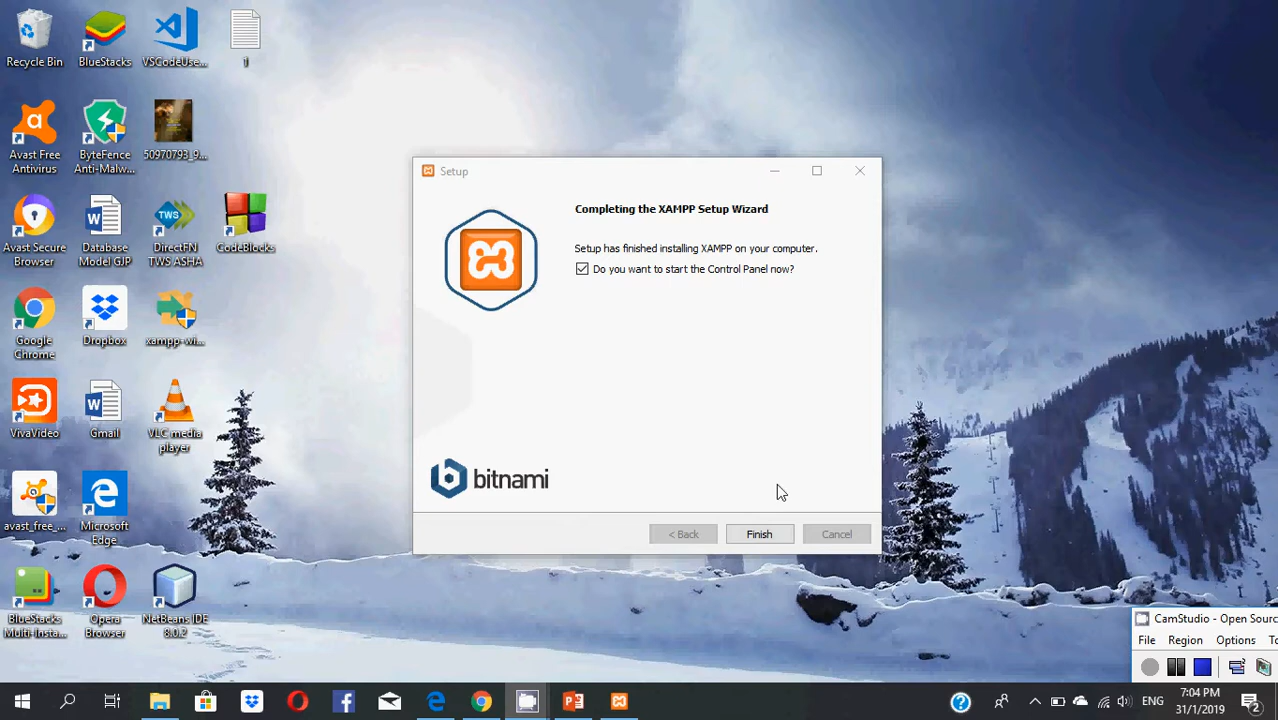 Recycle Bin
BlueStacks
VSCodeUse...
1
Avast Free
Antivirus
ByteFence
Anti-Malw...
50970793_9...
Avast Secure
Browser
Database
Model GJP
DirectFN
TWS ASHA
CodeBlocks
Google
Chrome
Dropbox
xampp-wi...
VivaVideo
Gmail
VLC media
player
avast_free_...
Microsoft
Edge
BlueStacks
Multi-Insta...
Opera
Browser
NetBeans IDE
8.0.2
TWS
Setup
Completing the XAMPP Setup Wizard
Setup has finished installing XAMPP on your computer.
Do you want to start the Control Panel now?
bitnami
< Back
Finish
Cancel
CamStudio - Open Sourc
File
Region
Options
To
ENG
7:04 PM
31/1/2019
2